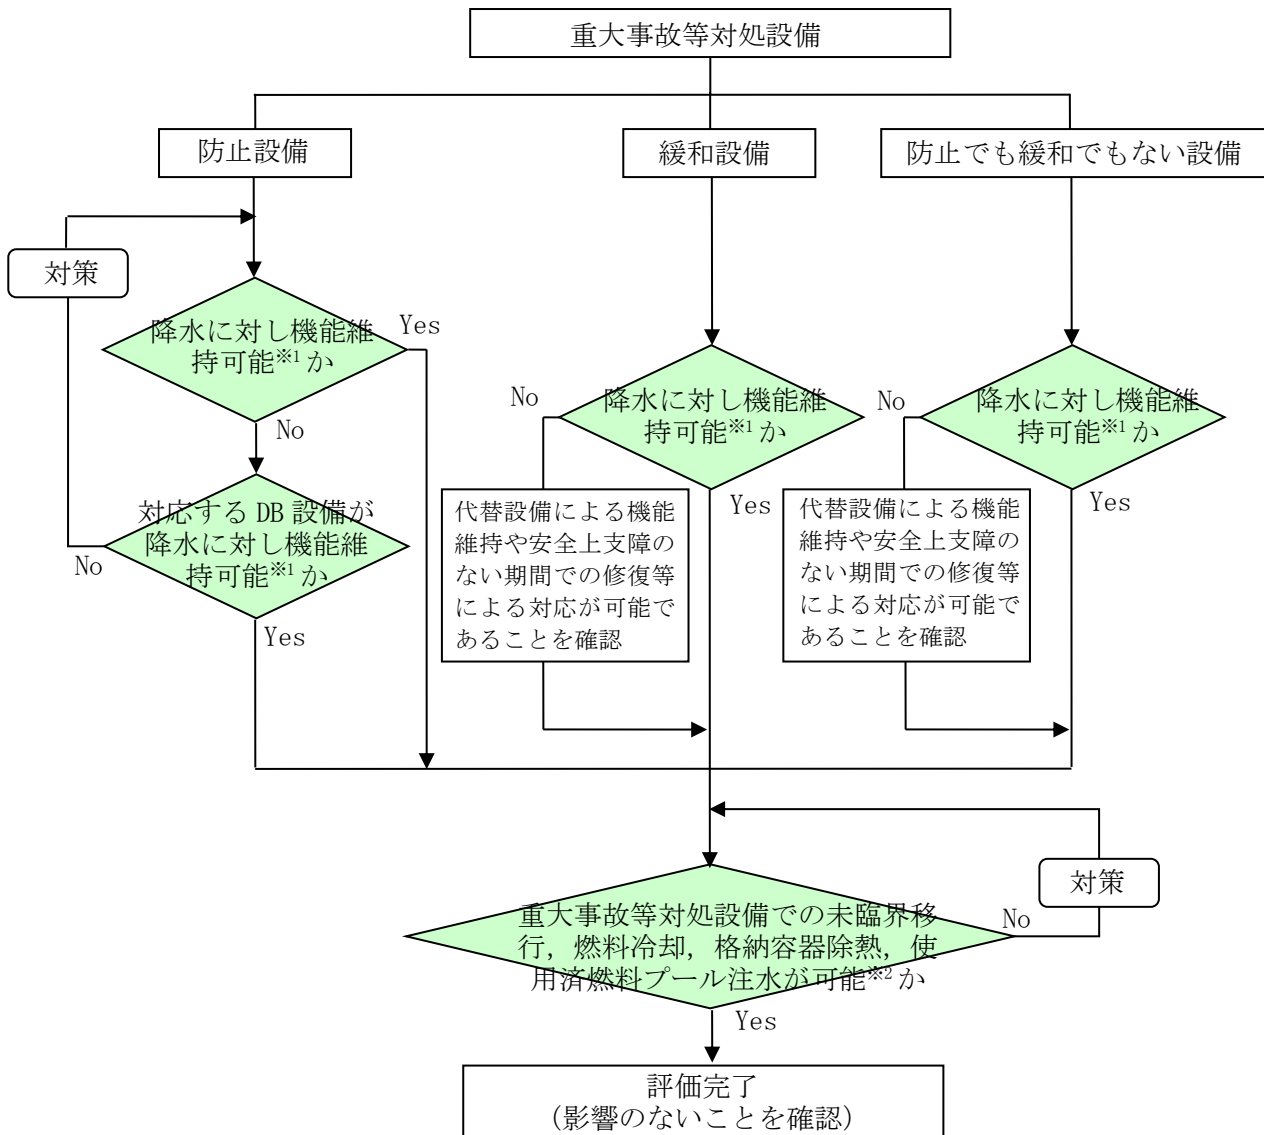 重大事故等対処設備
防止設備
緩和設備
防止でも緩和でもない設備
対策
降水に対し機能維
持可能※1か
Yes
No
対応する DB 設備が
降水に対し機能維
持可能※1か
No
Yes
No
降水に対し機能維
持可能※1か
Yes
代替設備による機能
維持や安全上支障の
ない期間での修復等
による対応が可能で
あることを確認
No
降水に対し機能維
持可能※1か
Yes
代替設備による機能
維持や安全上支障の
ない期間での修復等
による対応が可能で
あることを確認
対策
重大事故等対処設備での未臨界移
行，燃料冷却，格納容器除熱，使
用済燃料プール注水が可能※2か
No
Yes
評価完了
（影響のないことを確認）